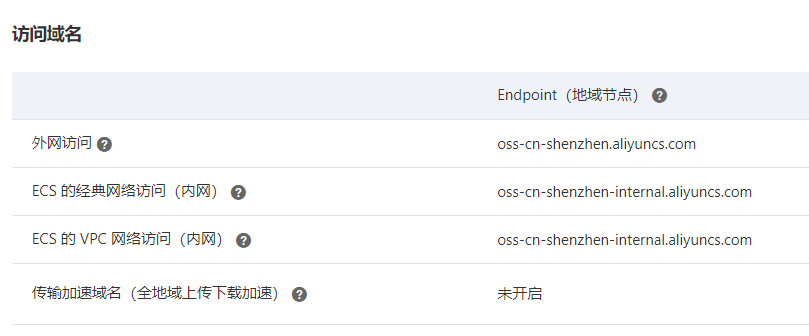 访问域名
Endpoint（地域节点） ?
外网访问 ? oss-cn-shenzhen.aliyuncs.com
ECS 的经典网络访问（内网） ? oss-cn-shenzhen-internal.aliyuncs.com
ECS 的 VPC 网络访问（内网） ? oss-cn-shenzhen-internal.aliyuncs.com
传输加速域名（全地域上传下载加速） ? 未开启